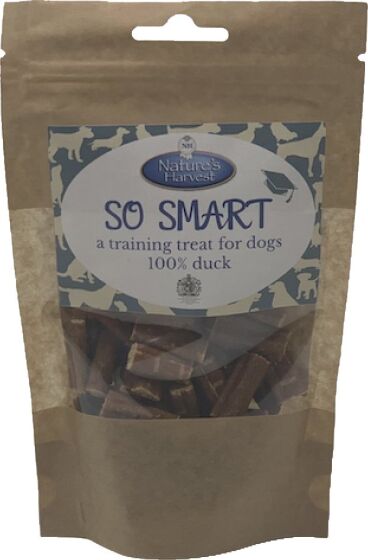 NH
Nature's
Harvest
SO SMART
a training treat for dogs
100% duck